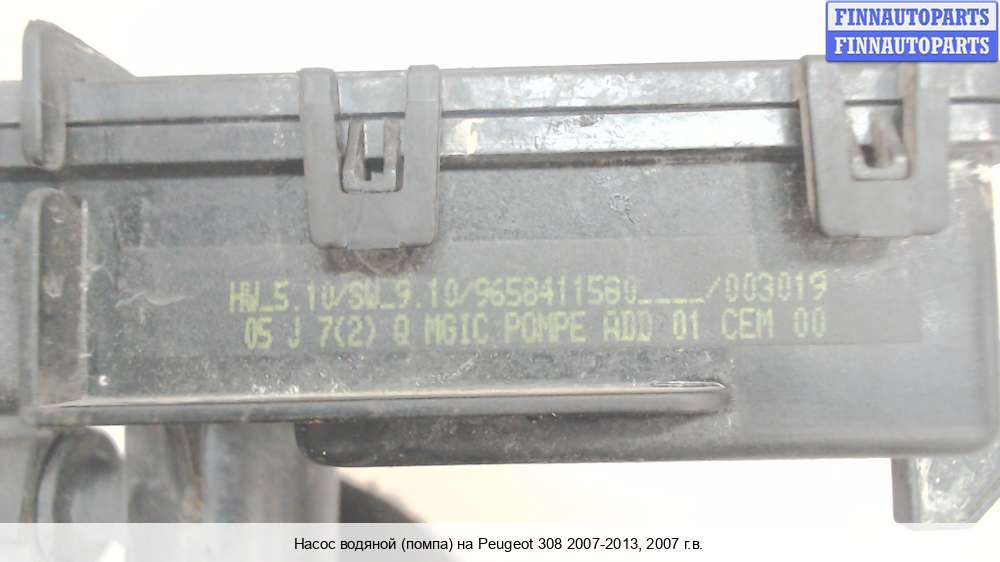 FINNAUTOPARTS
FINNAUTOPARTS
HW_5.10/SW_9.10/9658411580____/003019
05 J 7(2) Q MGIC POMPE ADD 01 CEM 00
Насос водяной (помпа) на Peugeot 308 2007-2013, 2007 г.в.